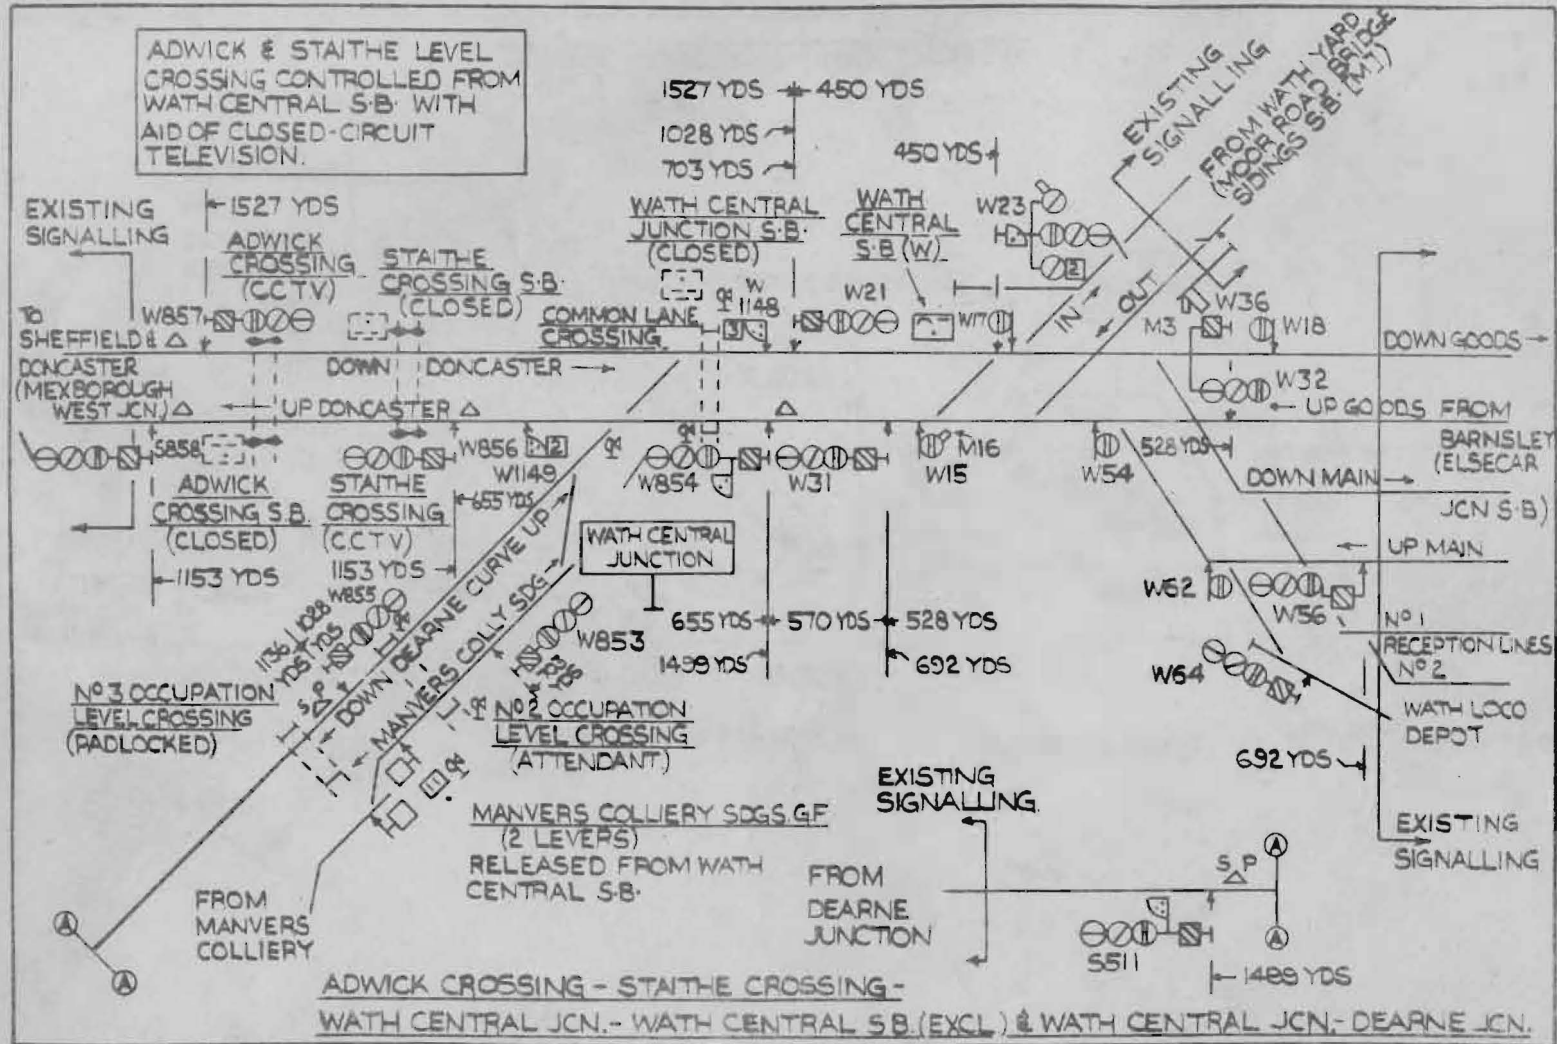 ADWICK & STAITHE LEVEL
CROSSING CONTROLLED FROM
WATH CENTRAL S.B. WITH
AID OF CLOSED-CIRCUIT
TELEVISION.
1527 YDS
450 YDS
1028 YDS
703 YDS
450 YDS
EXISTING
SIGNALLING
FROM WATH YARD
(MOOR ROAD BRIDGE
SIDINGS S.B. (M))
EXISTING
SIGNALLING
1527 YDS
ADWICK
CROSSING
(CCTV)
STAITHE
CROSSING S.B.
(CLOSED)
WATH CENTRAL
JUNCTION S.B.
(CLOSED)
WATH
CENTRAL
S.B (W)
W23
2
W857
COMMON LANE
CROSSING
W
1148
3
W21
W17
IN
OUT
W36
M3
W18
TO
SHEFFIELD &
DONCASTER
(MEXBOROUGH
WEST JCN.)
DOWN DONCASTER
DOWN GOODS
UP DONCASTER
W32
UP GOODS FROM
BARNSLEY
(ELSECAR
JCN S.B)
S858
W856
2
W1149
W854
W31
M16
W15
W54
528 YDS
DOWN MAIN
ADWICK
CROSSING S.B.
(CLOSED)
STAITHE
CROSSING
(C.C.T.V)
655 YDS
WATH CENTRAL
JUNCTION
UP MAIN
1153 YDS
1153 YDS
W62
W56
Nº 1
RECEPTION LINES
Nº 2
W855
1136 YDS
1028 YDS
DOWN DEARNE CURVE UP
MANVERS COLLY SDG
W853
655 YDS
570 YDS
528 YDS
1499 YDS
692 YDS
W64
WATH LOCO
DEPOT
Nº 3 OCCUPATION
LEVEL CROSSING
(PADLOCKED)
S P
Nº 2 OCCUPATION
LEVEL CROSSING
(ATTENDANT)
692 YDS
EXISTING
SIGNALLING
MANVERS COLLIERY SDGS. GF
(2 LEVERS)
RELEASED FROM WATH
CENTRAL S.B.
EXISTING
SIGNALLING
FROM
MANVERS
COLLIERY
FROM
DEARNE
JUNCTION
S P
A
A
A
A
S511
1499 YDS
ADWICK CROSSING - STAITHE CROSSING -
WATH CENTRAL JCN.- WATH CENTRAL S.B.(EXCL) & WATH CENTRAL JCN.- DEARNE JCN.